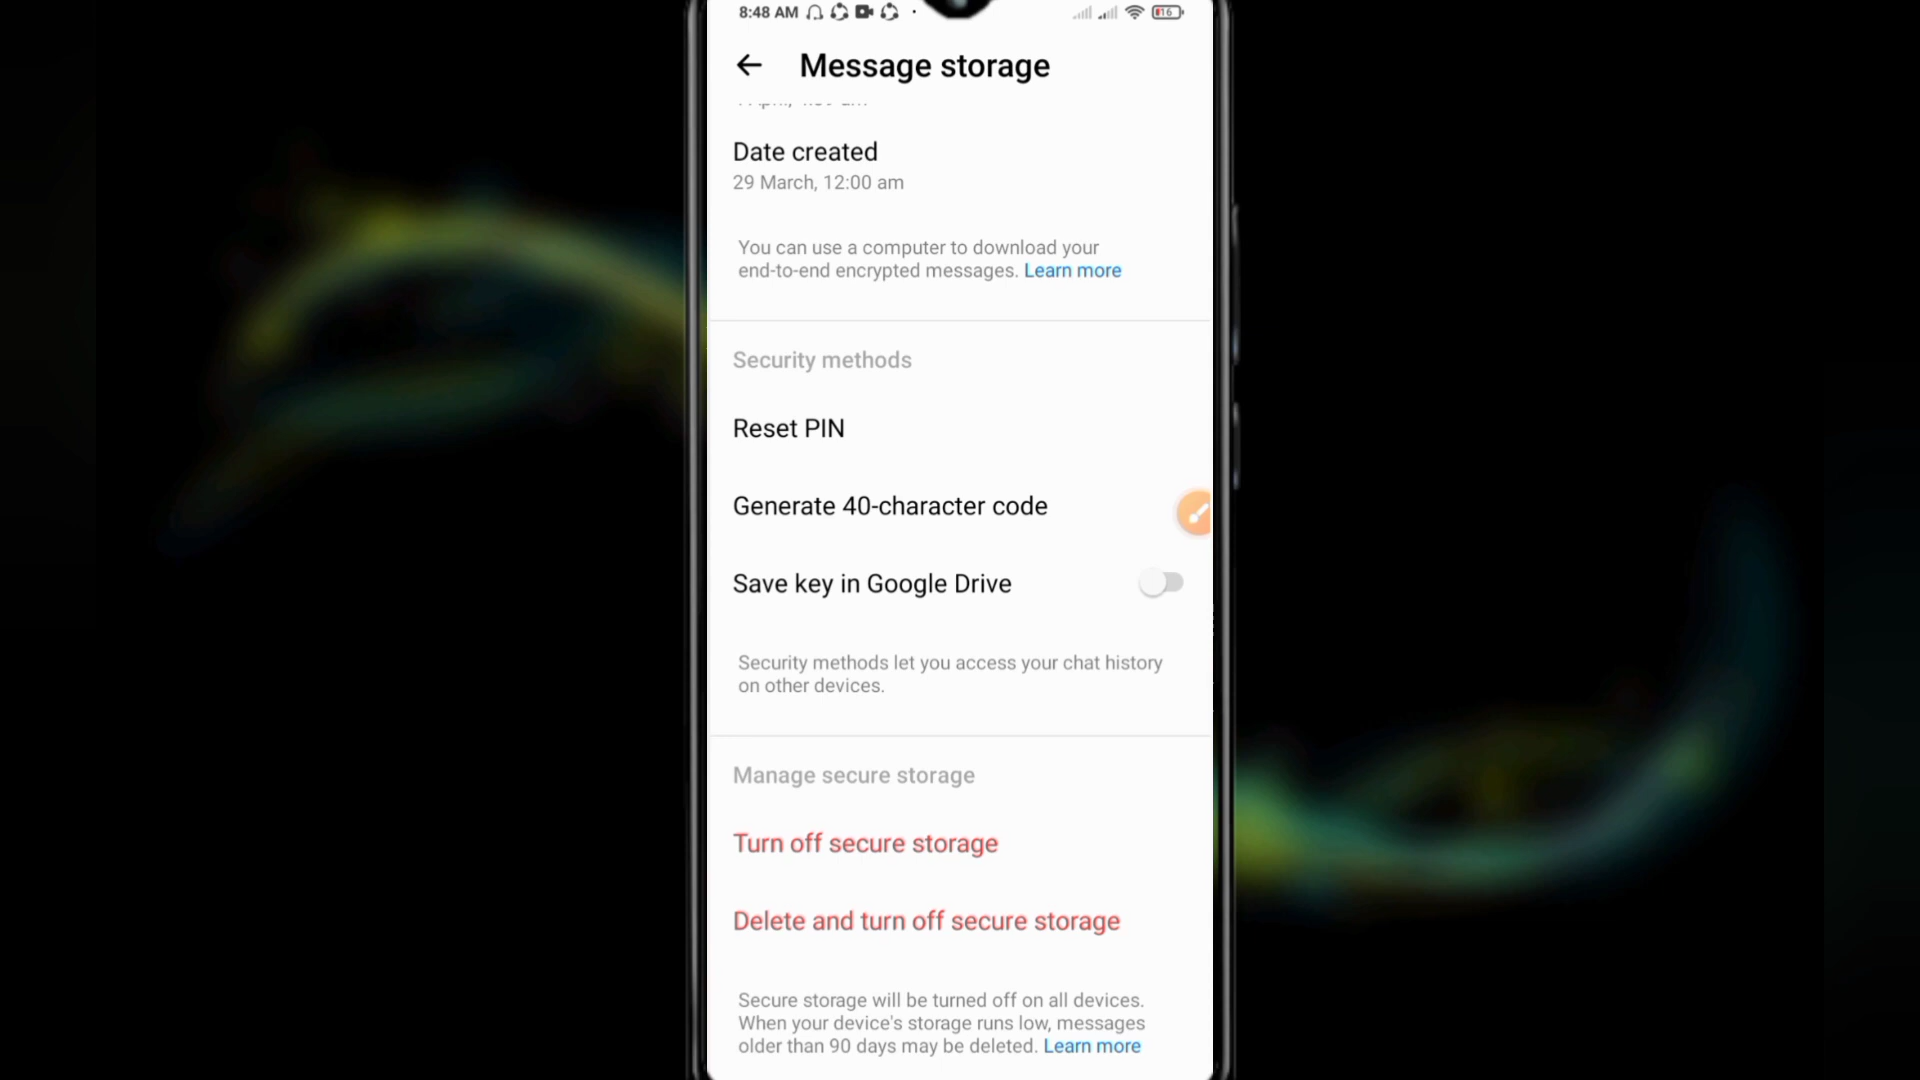 8:48 AM
16
Message storage
Date created
29 March, 12:00 am
You can use a computer to download your
end-to-end encrypted messages. Learn more
Security methods
Reset PIN
Generate 40-character code
Save key in Google Drive
Security methods let you access your chat history
on other devices.
Manage secure storage
Turn off secure storage
Delete and turn off secure storage
Secure storage will be turned off on all devices.
When your device's storage runs low, messages
older than 90 days may be deleted. Learn more